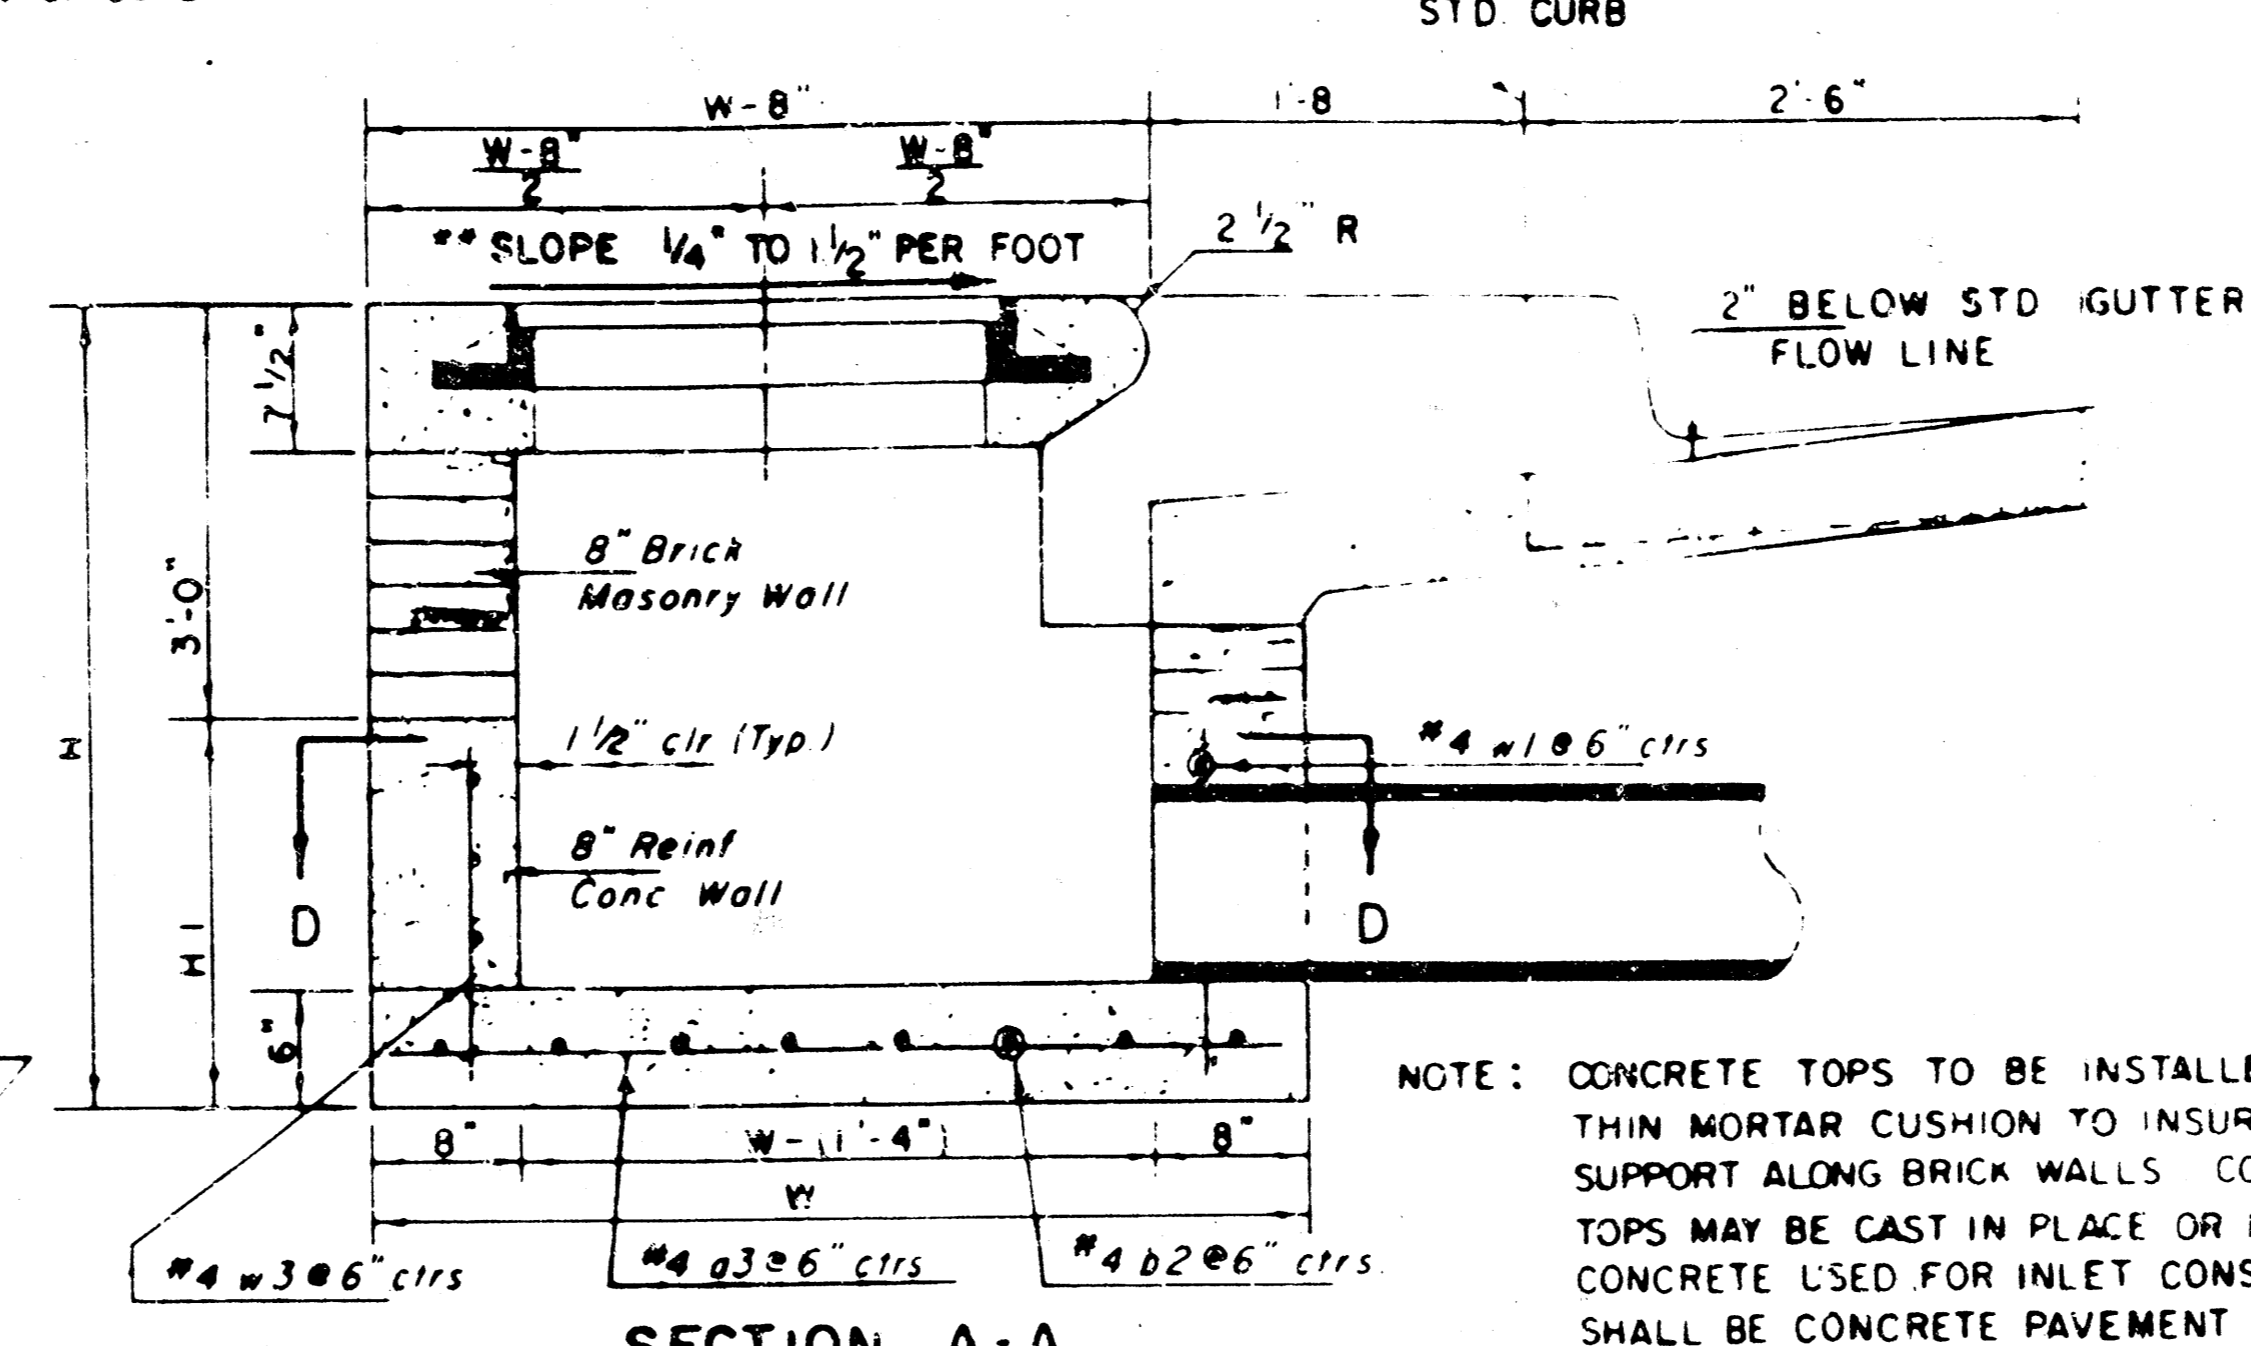 STD. CURB
W-8"
1'-8
2'-6"
W-8"
2
W-8"
2
** SLOPE 1/4" TO 1 1/2" PER FOOT
2 1/2" R
2" BELOW STD GUTTER
FLOW LINE
7 1/2"
8" Brick
Masonry Wall
3'-0"
H
1 1/2" clr (Typ.)
#4 w1 @ 6" ctrs
8" Reinf
Conc Wall
D
D
H1
6"
8"
W-(1'-4")
8"
W
#4 w3 @ 6" ctrs
#4 a3 @ 6" ctrs
#4 b2 @ 6" ctrs.
SECTION A-A
NOTE: CONCRETE TOPS TO BE INSTALLE
THIN MORTAR CUSHION TO INSUR
SUPPORT ALONG BRICK WALLS CO
TOPS MAY BE CAST IN PLACE OR
CONCRETE USED FOR INLET CONS
SHALL BE CONCRETE PAVEMENT